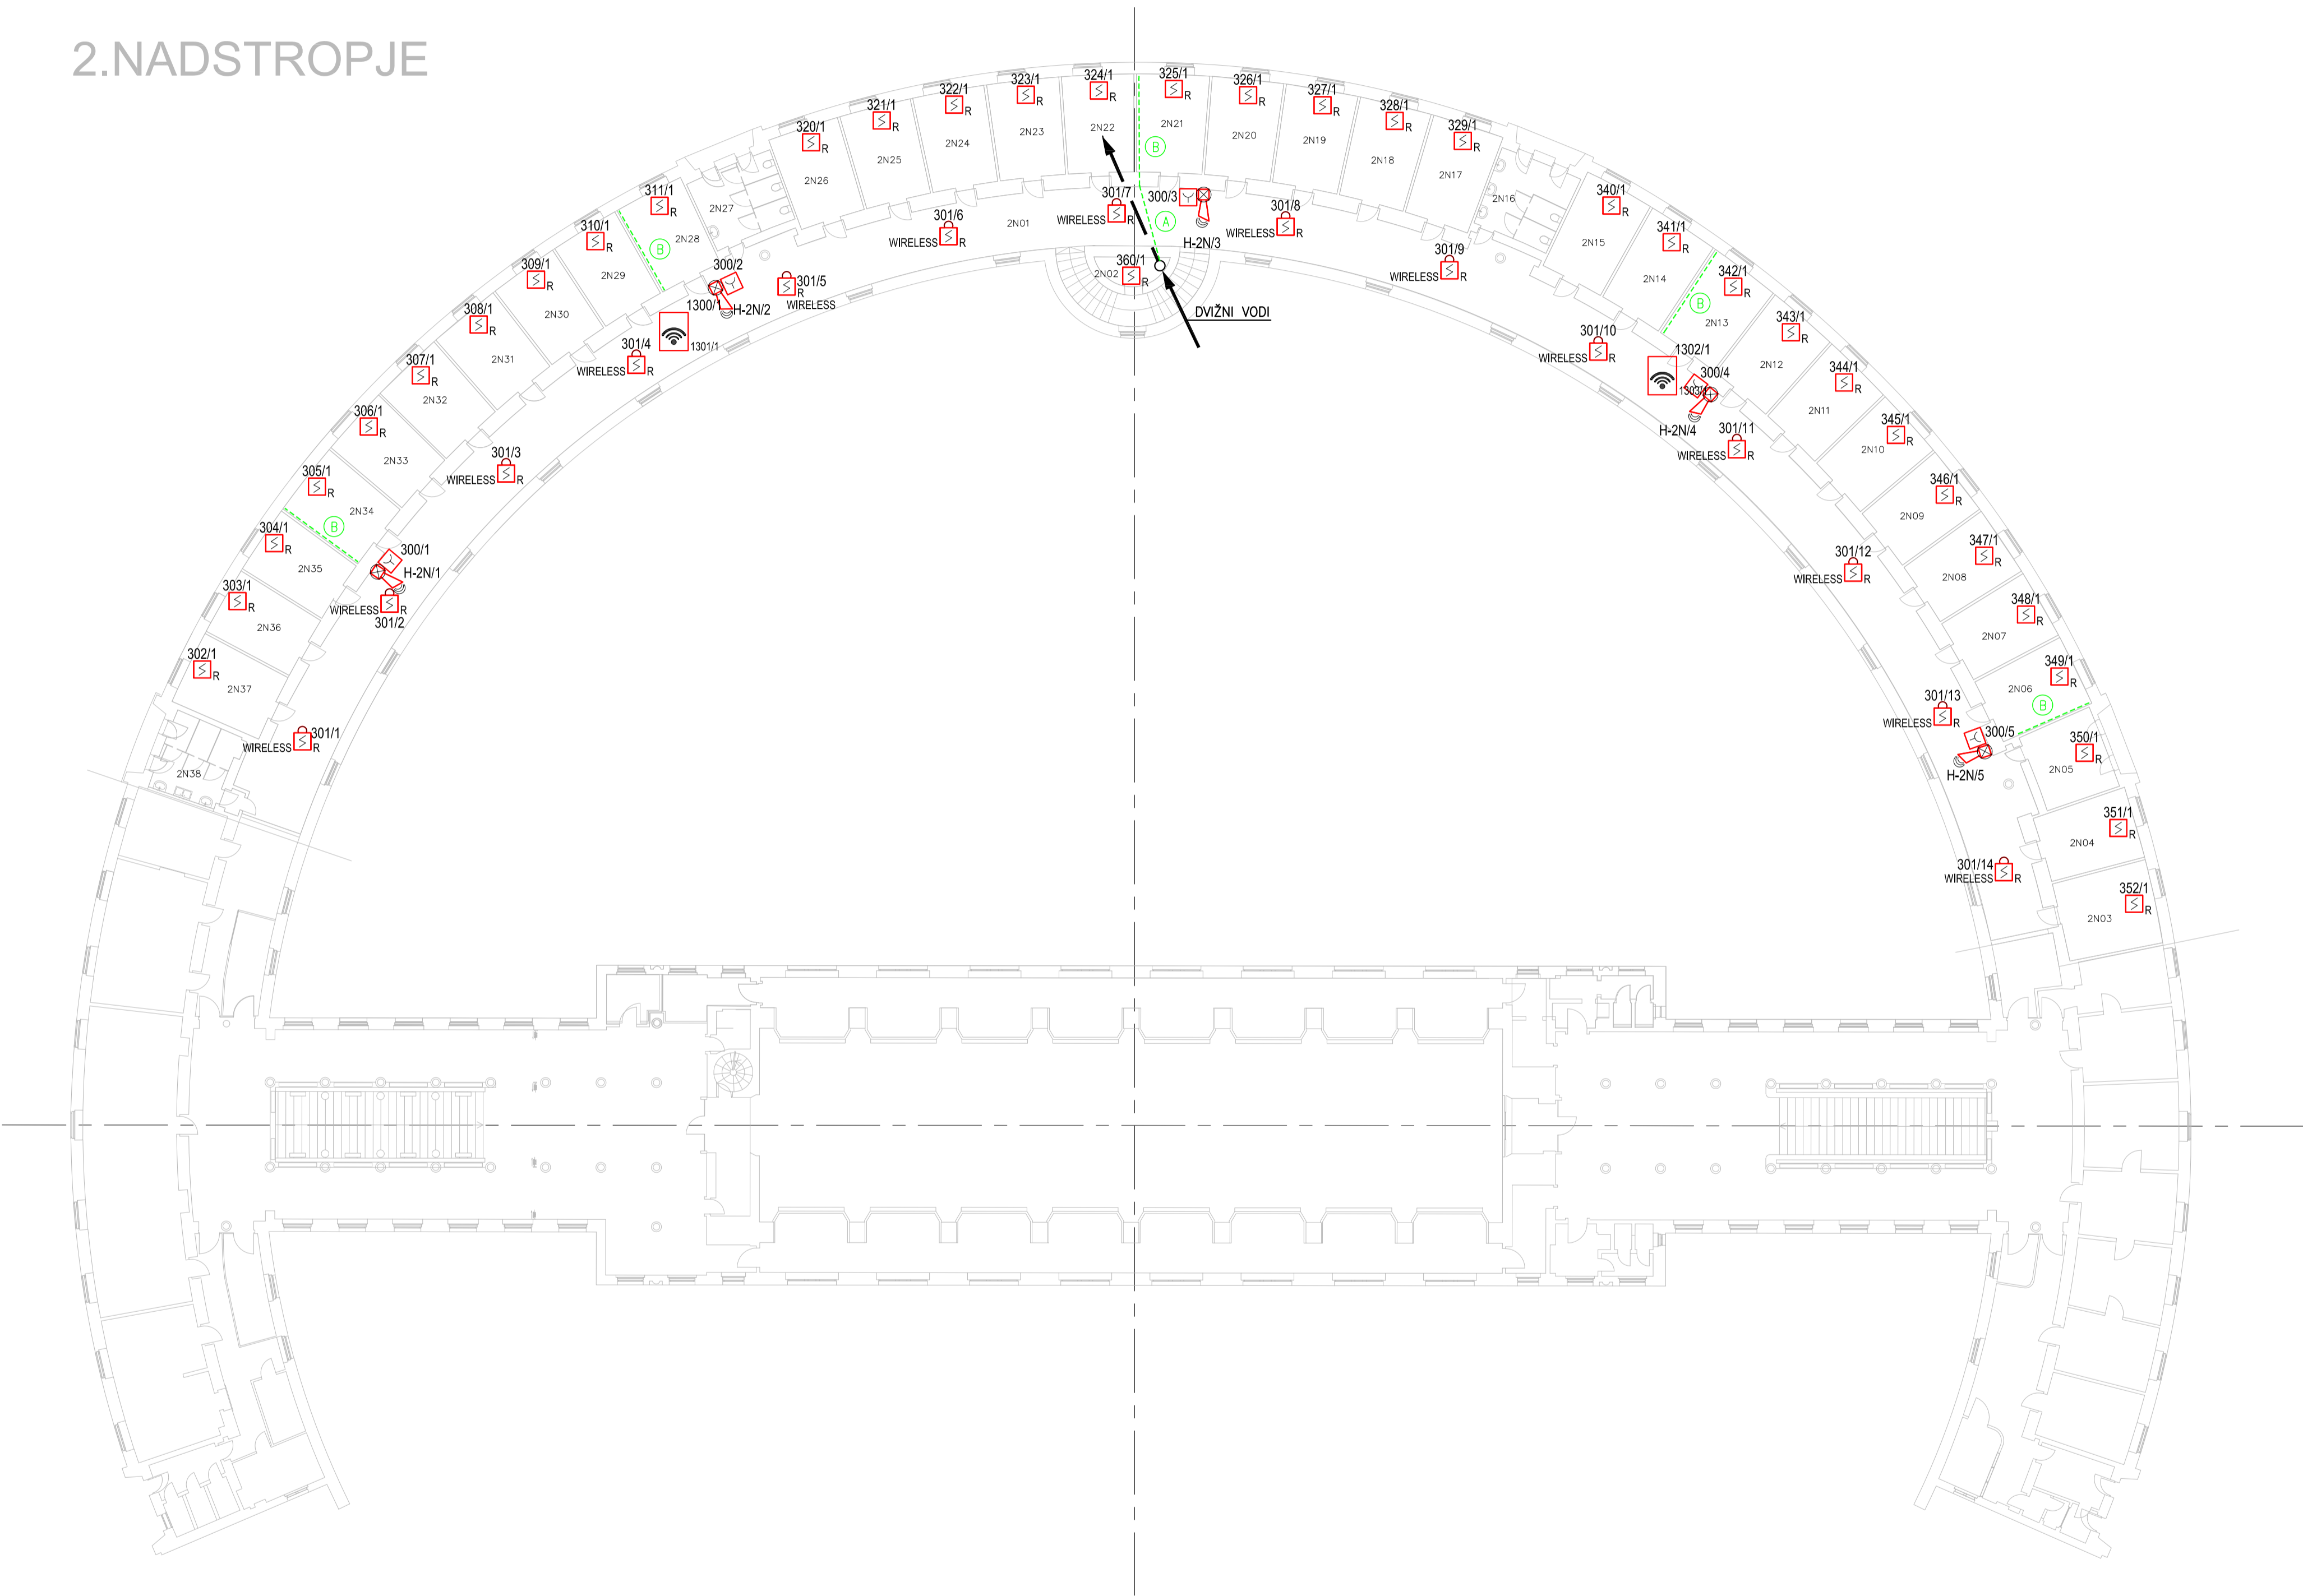 2.NADSTROPJE
324/1
R
2N22
325/1
R
2N21
323/1
R
2N23
326/1
R
2N20
322/1
R
2N24
327/1
R
2N19
321/1
R
2N25
328/1
R
2N18
320/1
R
2N26
329/1
R
2N17
B
2N27
2N16
311/1
R
2N28
340/1
R
2N15
301/7
WIRELESS
R
300/3
A
H-2N/3
301/8
WIRELESS
R
301/6
WIRELESS
R
2N01
310/1
R
2N29
B
341/1
R
2N14
301/9
WIRELESS
R
309/1
R
2N30
300/2
1300/1
H-2N/2
301/5
R
WIRELESS
360/1
2N02
R
DVIŽNI VODI
342/1
R
2N13
B
308/1
R
2N31
1301/1
301/4
WIRELESS
R
301/10
WIRELESS
R
1302/1
1303/1
300/4
H-2N/4
343/1
R
2N12
307/1
R
2N32
344/1
R
2N11
306/1
R
2N33
301/3
WIRELESS
R
301/11
WIRELESS
R
345/1
R
2N10
305/1
R
2N34
B
346/1
R
2N09
304/1
R
2N35
300/1
H-2N/1
301/12
WIRELESS
R
347/1
R
2N08
303/1
R
2N36
WIRELESS
R
301/2
348/1
R
2N07
302/1
R
2N37
349/1
R
2N06
B
301/13
WIRELESS
R
300/5
H-2N/5
301/1
WIRELESS
R
350/1
R
2N05
2N38
351/1
R
2N04
301/14
WIRELESS
R
352/1
R
2N03